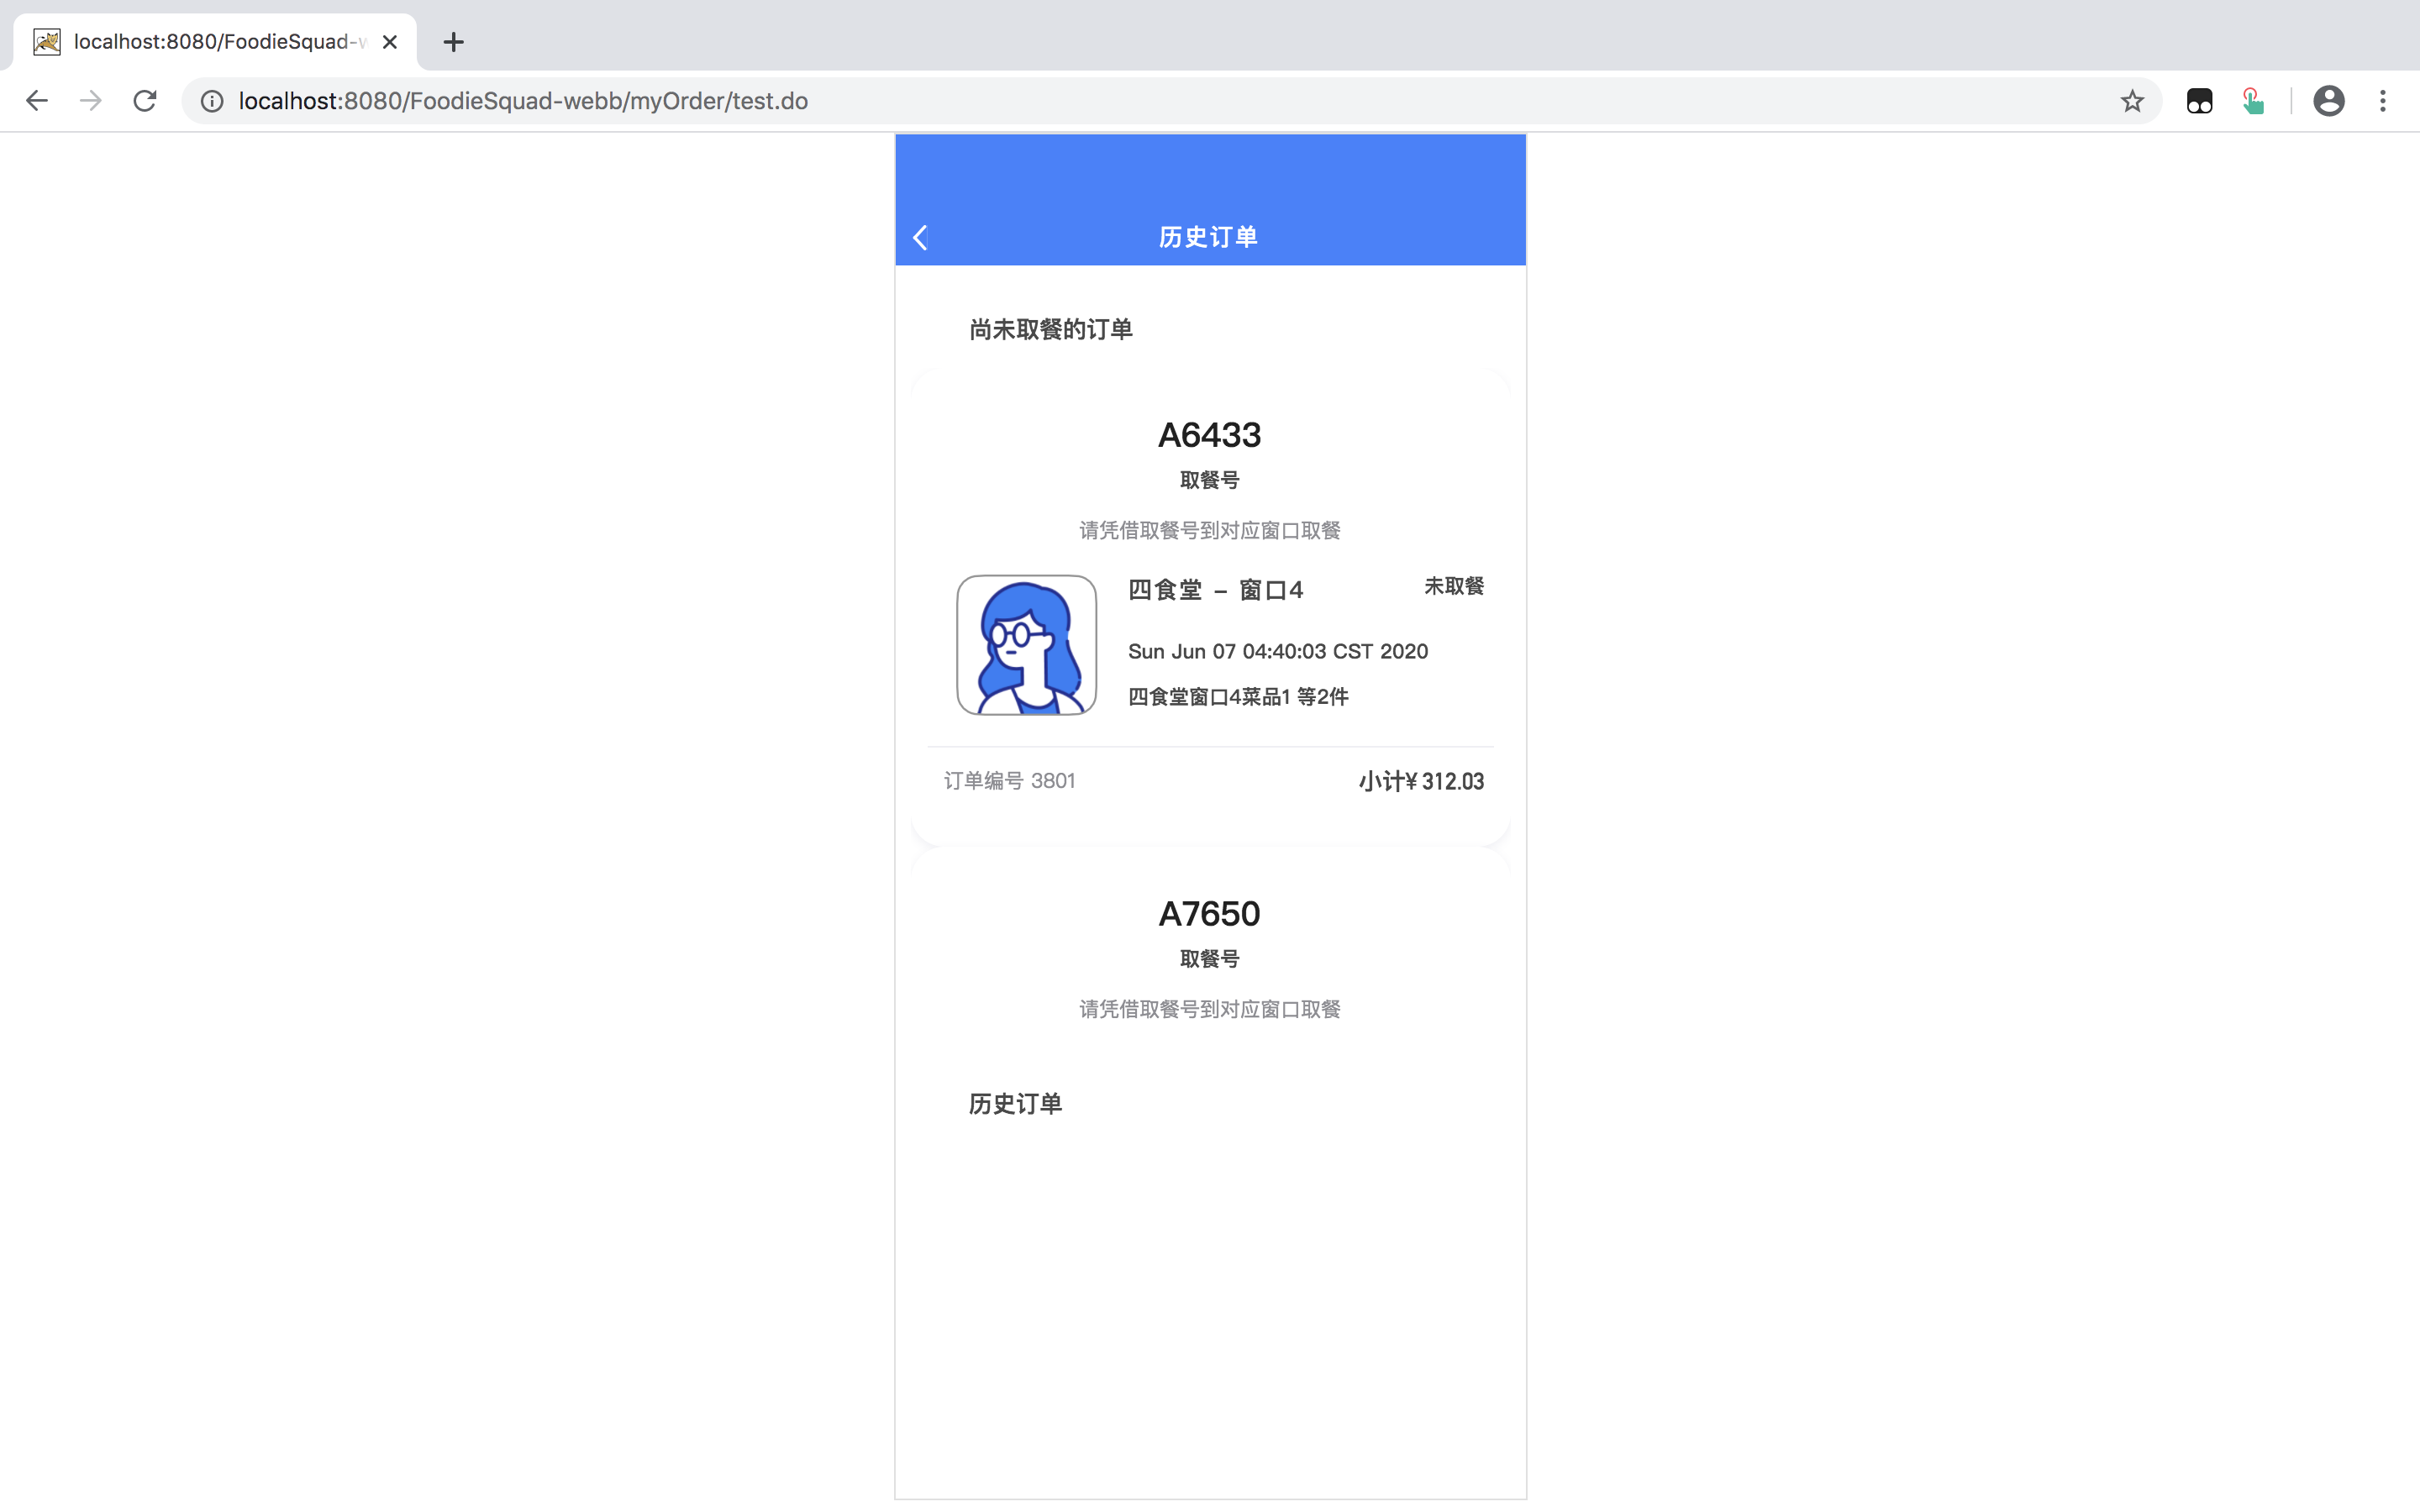 localhost:8080/FoodieSquad-w
localhost:8080/FoodieSquad-webb/myOrder/test.do
历史订单
尚未取餐的订单
A6433
取餐号
请凭借取餐号到对应窗口取餐
四食堂 – 窗口4
未取餐
Sun Jun 07 04:40:03 CST 2020
四食堂窗口4菜品1 等2件
订单编号 3801
小计¥ 312.03
A7650
取餐号
请凭借取餐号到对应窗口取餐
历史订单